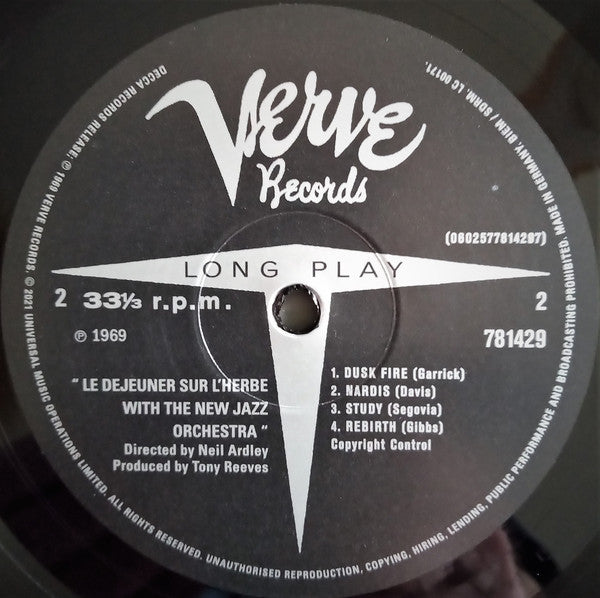 Verve
Records
(0602577814297)
LONG PLAY
2 33⅓ r.p.m.
2
℗ 1969
781429
" LE DEJEUNER SUR L'HERBE
WITH THE NEW JAZZ
ORCHESTRA "
Directed by Neil Ardley
Produced by Tony Reeves
1. DUSK FIRE (Garrick)
2. NARDIS (Davis)
3. STUDY (Segovia)
4. REBIRTH (Gibbs)
Copyright Control
DECCA RECORDS RELEASE; ℗ 1969 VERVE RECORDS. © 2021 UNIVERSAL MUSIC OPERATIONS LIMITED. ALL RIGHTS RESERVED. UNAUTHORISED REPRODUCTION, COPYING, HIRING, LENDING, PUBLIC PERFORMANCE AND BROADCASTING PROHIBITED. MADE IN GERMANY. BIEM / SDRM. LC 00171.